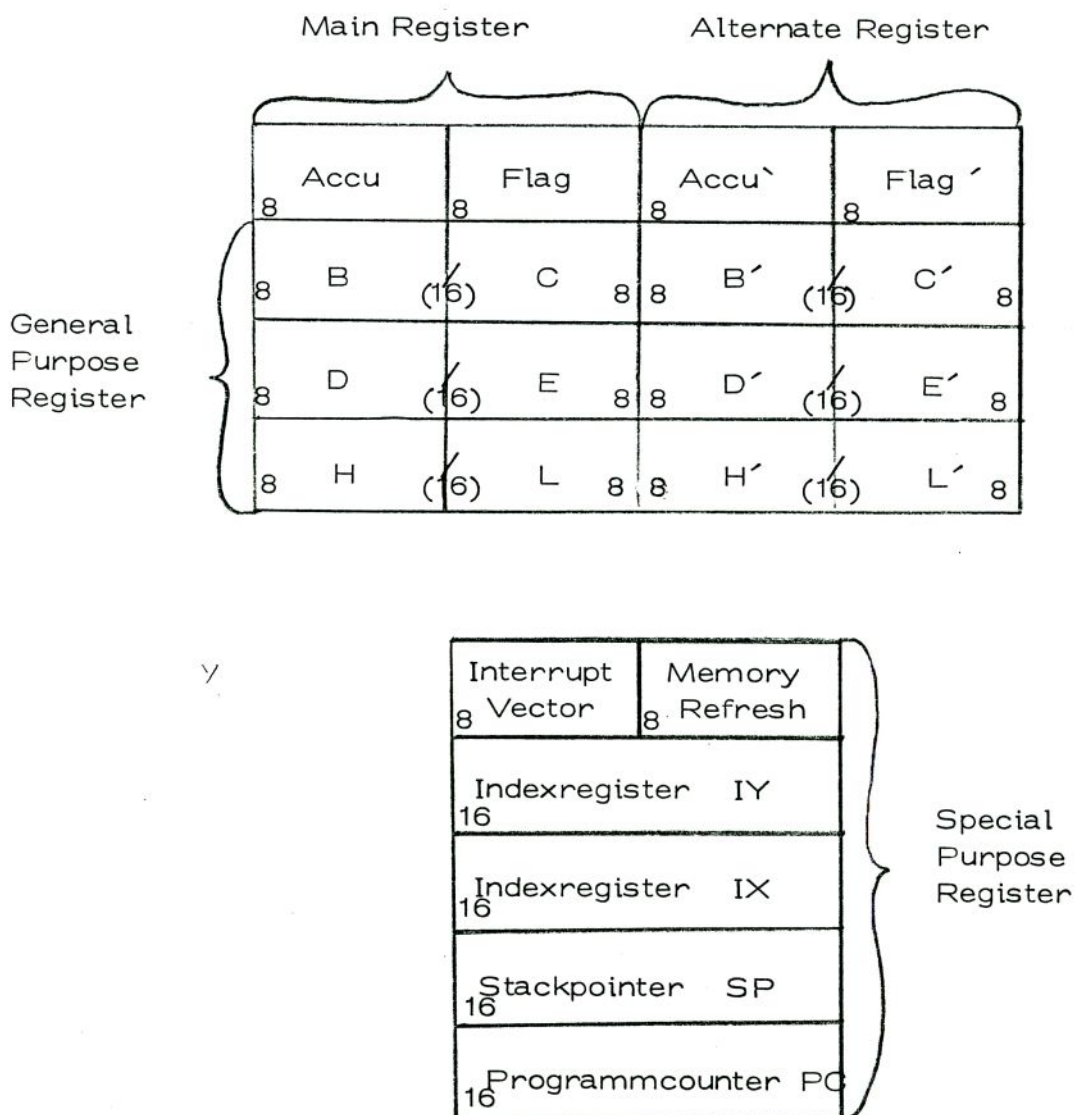 Main Register Alternate Register
Accu Flag Accu` Flag ´
8 8 8 8
B C B´ C´
8 (16) 8 8 (16) 8
General
Purpose
Register
D E D´ E´
8 (16) 8 8 (16) 8
H L H´ L´
8 (16) 8 8 (16) 8
Y
Interrupt
Vector
8
Memory
Refresh
8
Indexregister IY
16
Indexregister IX
16
Stackpointer SP
16
Programmcounter PC
16
Special
Purpose
Register